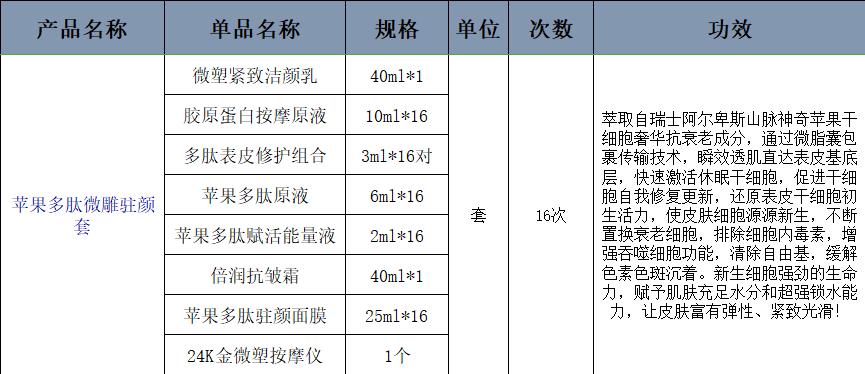 产品名称 单品名称 规格 单位 次数 功效
苹果多肽微雕驻颜
套
微塑紧致洁颜乳 40ml*1
胶原蛋白按摩原液 10ml*16
多肽表皮修护组合 3ml*16对
苹果多肽原液 6ml*16
苹果多肽赋活能量液 2ml*16
倍润抗皱霜 40ml*1
苹果多肽驻颜面膜 25ml*16
24K金微塑按摩仪 1个
套
16次
萃取自瑞士阿尔卑斯山脉神奇苹果干
细胞奢华抗衰老成分，通过微脂囊包
裹传输技术，瞬效透肌直达表皮基底
层，快速激活休眠干细胞，促进干细
胞自我修复更新，还原表皮干细胞初
生活力，使皮肤细胞源源新生，不断
置换衰老细胞，排除细胞内毒素，增
强吞噬细胞功能，清除自由基，缓解
色素色斑沉着。新生细胞强劲的生命
力，赋予肌肤充足水分和超强锁水能
力，让皮肤富有弹性、紧致光滑！